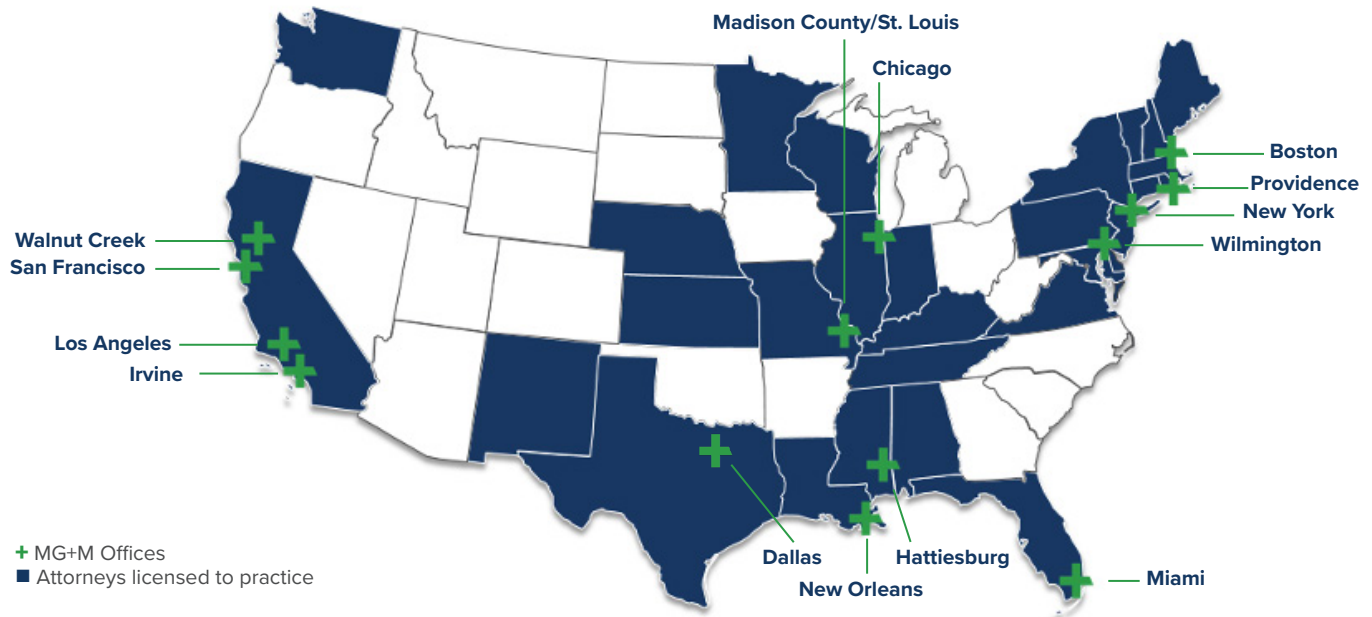 Madison County/St. Louis
Chicago
Boston
Providence
New York
Wilmington
Walnut Creek
San Francisco
Los Angeles
Irvine
Dallas
Hattiesburg
New Orleans
Miami
+ MG+M Offices
■ Attorneys licensed to practice